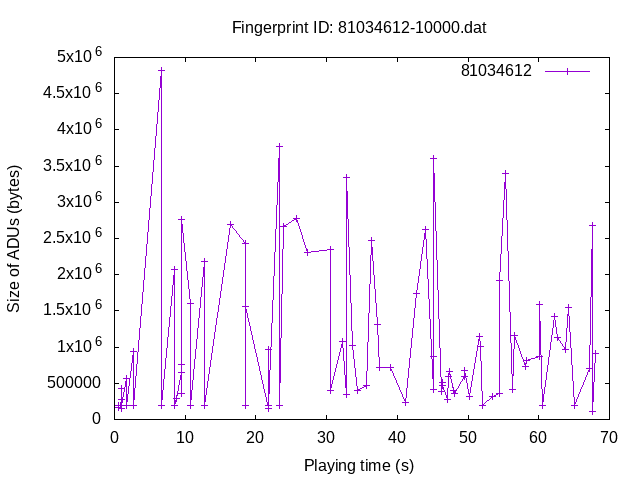 Fingerprint ID: 81034612-10000.dat
81034612
Size of ADUs (bytes)
5x10^6
4.5x10^6
4x10^6
3.5x10^6
3x10^6
2.5x10^6
2x10^6
1.5x10^6
1x10^6
500000
0
0 10 20 30 40 50 60 70
Playing time (s)